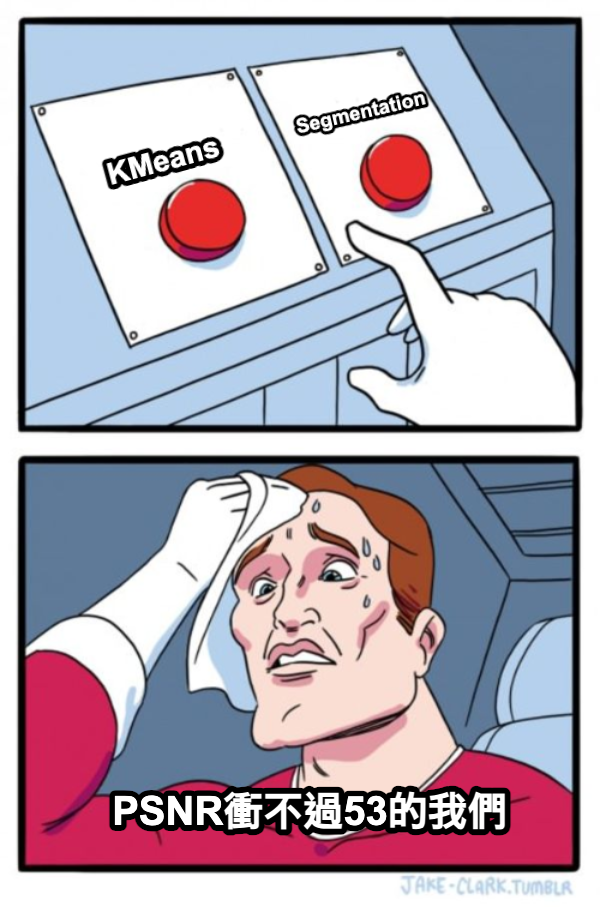 KMeans
Segmentation
PSNR衝不過53的我們
JAKE-CLARK.TUMBLR